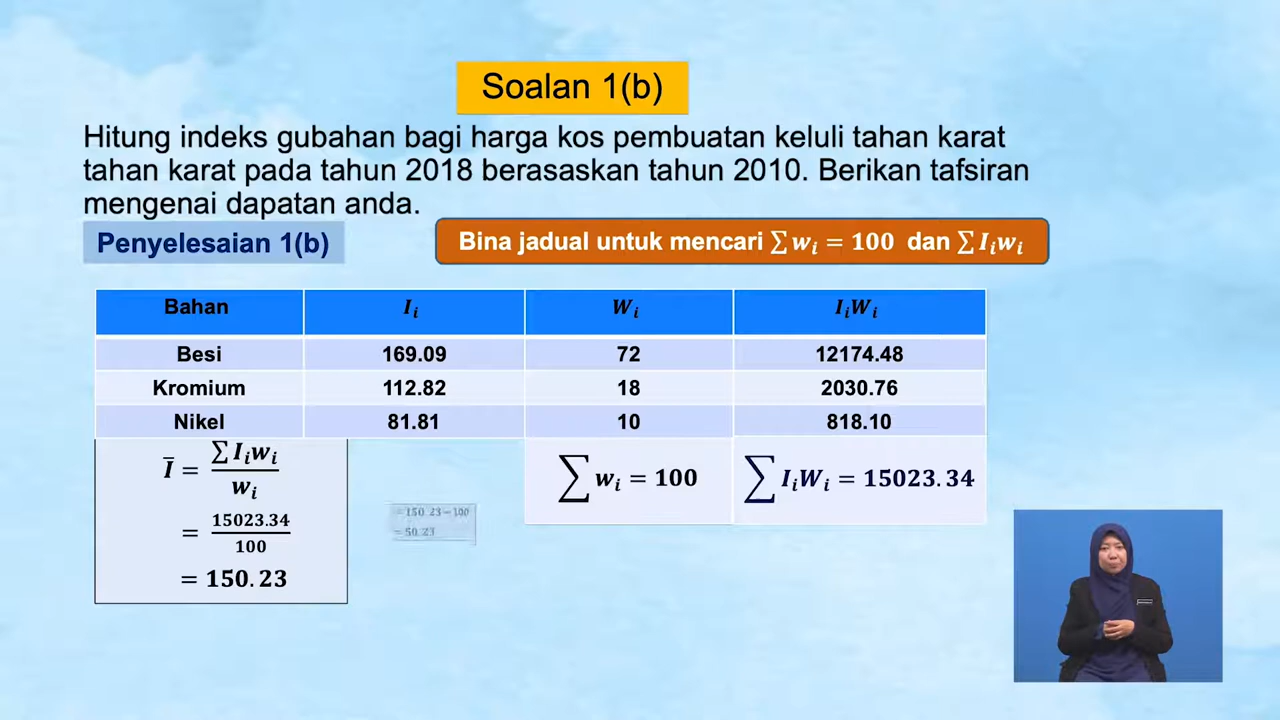 Soalan 1(b)
Hitung indeks gubahan bagi harga kos pembuatan keluli tahan karat
tahan karat pada tahun 2018 berasaskan tahun 2010. Berikan tafsiran
mengenai dapatan anda.
Penyelesaian 1(b)
Bina jadual untuk mencari ∑ wᵢ = 100 dan ∑ Iᵢwᵢ
Bahan Iᵢ Wᵢ IᵢWᵢ
Besi 169.09 72 12174.48
Kromium 112.82 18 2030.76
Nikel 81.81 10 818.10
Ī = ∑ Iᵢwᵢ / wᵢ
= 15023.34 / 100
= 150.23
= 150.23 − 100
= 50.23
∑ wᵢ = 100
∑ IᵢWᵢ = 15023.34